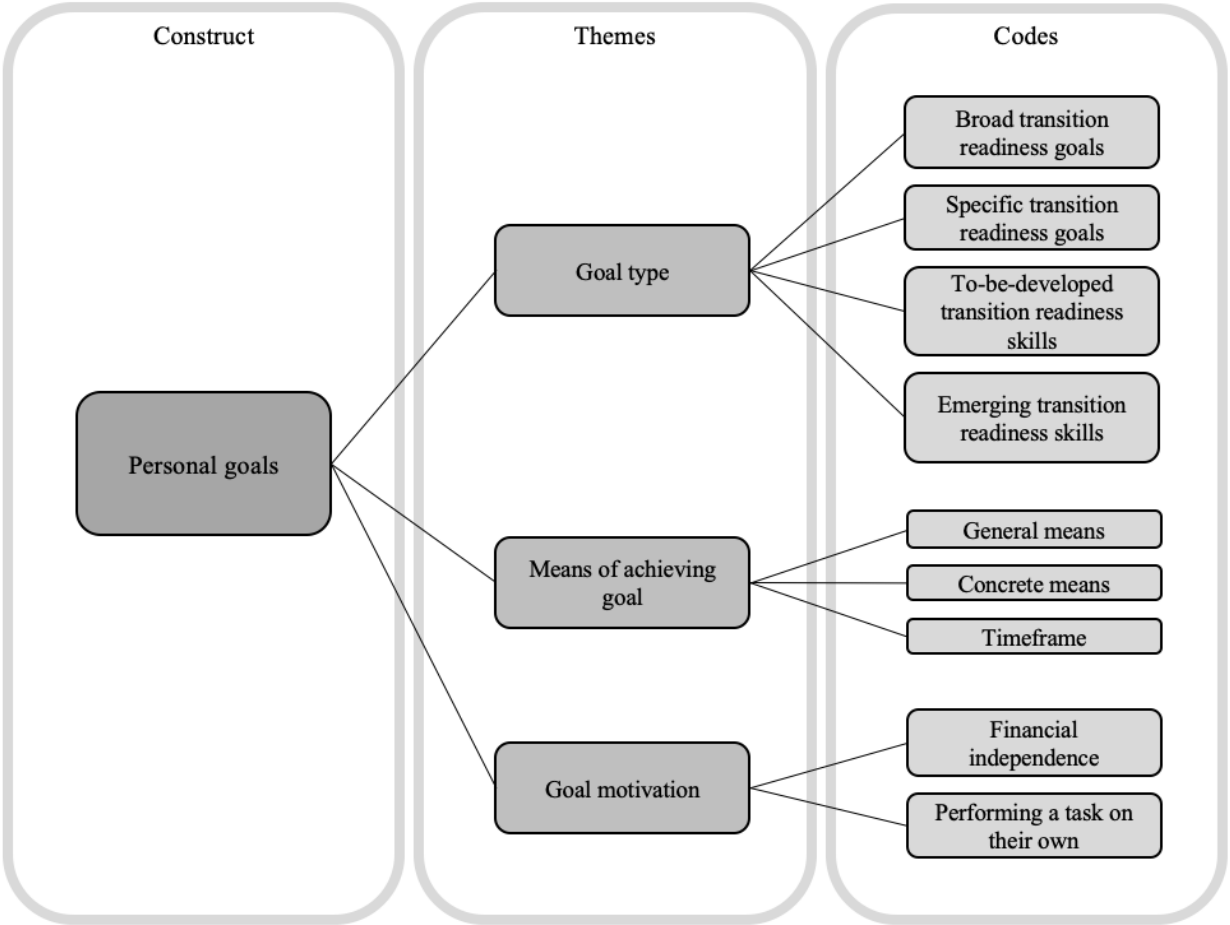 Construct
Themes
Codes
Personal goals
Goal type
Means of achieving
goal
Goal motivation
Broad transition
readiness goals
Specific transition
readiness goals
To-be-developed
transition readiness
skills
Emerging transition
readiness skills
General means
Concrete means
Timeframe
Financial
independence
Performing a task on
their own